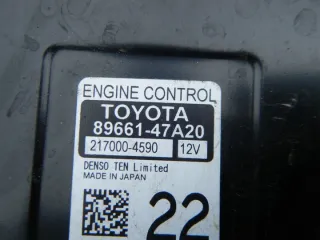 ENGINE CONTROL
TOYOTA
89661-47A20
217000-4590 12V
DENSO TEN Limited
MADE IN JAPAN
22